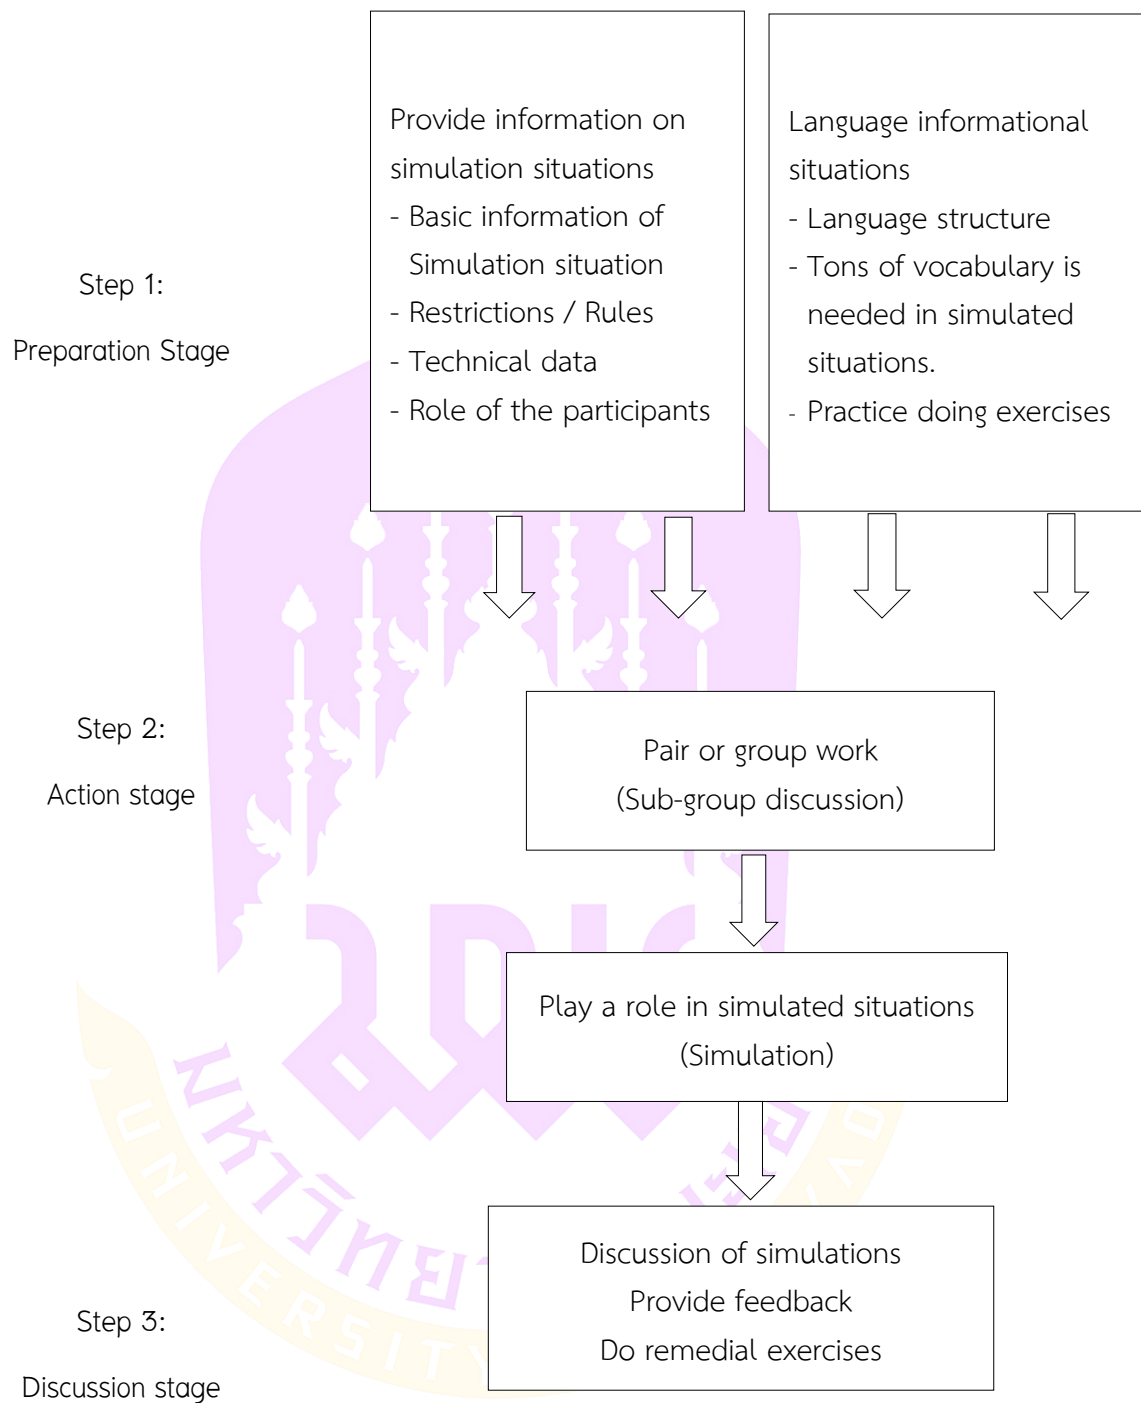 Step 1:
Preparation Stage
Provide information on
simulation situations
- Basic information of
Simulation situation
- Restrictions / Rules
- Technical data
- Role of the participants
Language informational
situations
- Language structure
- Tons of vocabulary is
needed in simulated
situations.
- Practice doing exercises
Step 2:
Action stage
Pair or group work
(Sub-group discussion)
Play a role in simulated situations
(Simulation)
Step 3:
Discussion stage
Discussion of simulations
Provide feedback
Do remedial exercises
UNIVERSITY